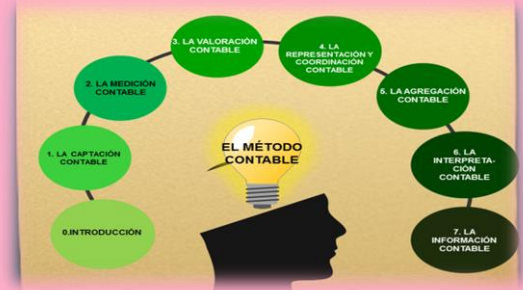 3. LA VALORACIÓN
CONTABLE
4. LA
REPRESENTACIÓN Y
COORDINACIÓN
CONTABLE
2. LA MEDICIÓN
CONTABLE
5. LA AGREGACIÓN
CONTABLE
EL MÉTODO
CONTABLE
1. LA CAPTACIÓN
CONTABLE
6. LA
INTERPRETA-
CIÓN
CONTABLE
0.INTRODUCCIÓN
7. LA
INFORMACIÓN
CONTABLE